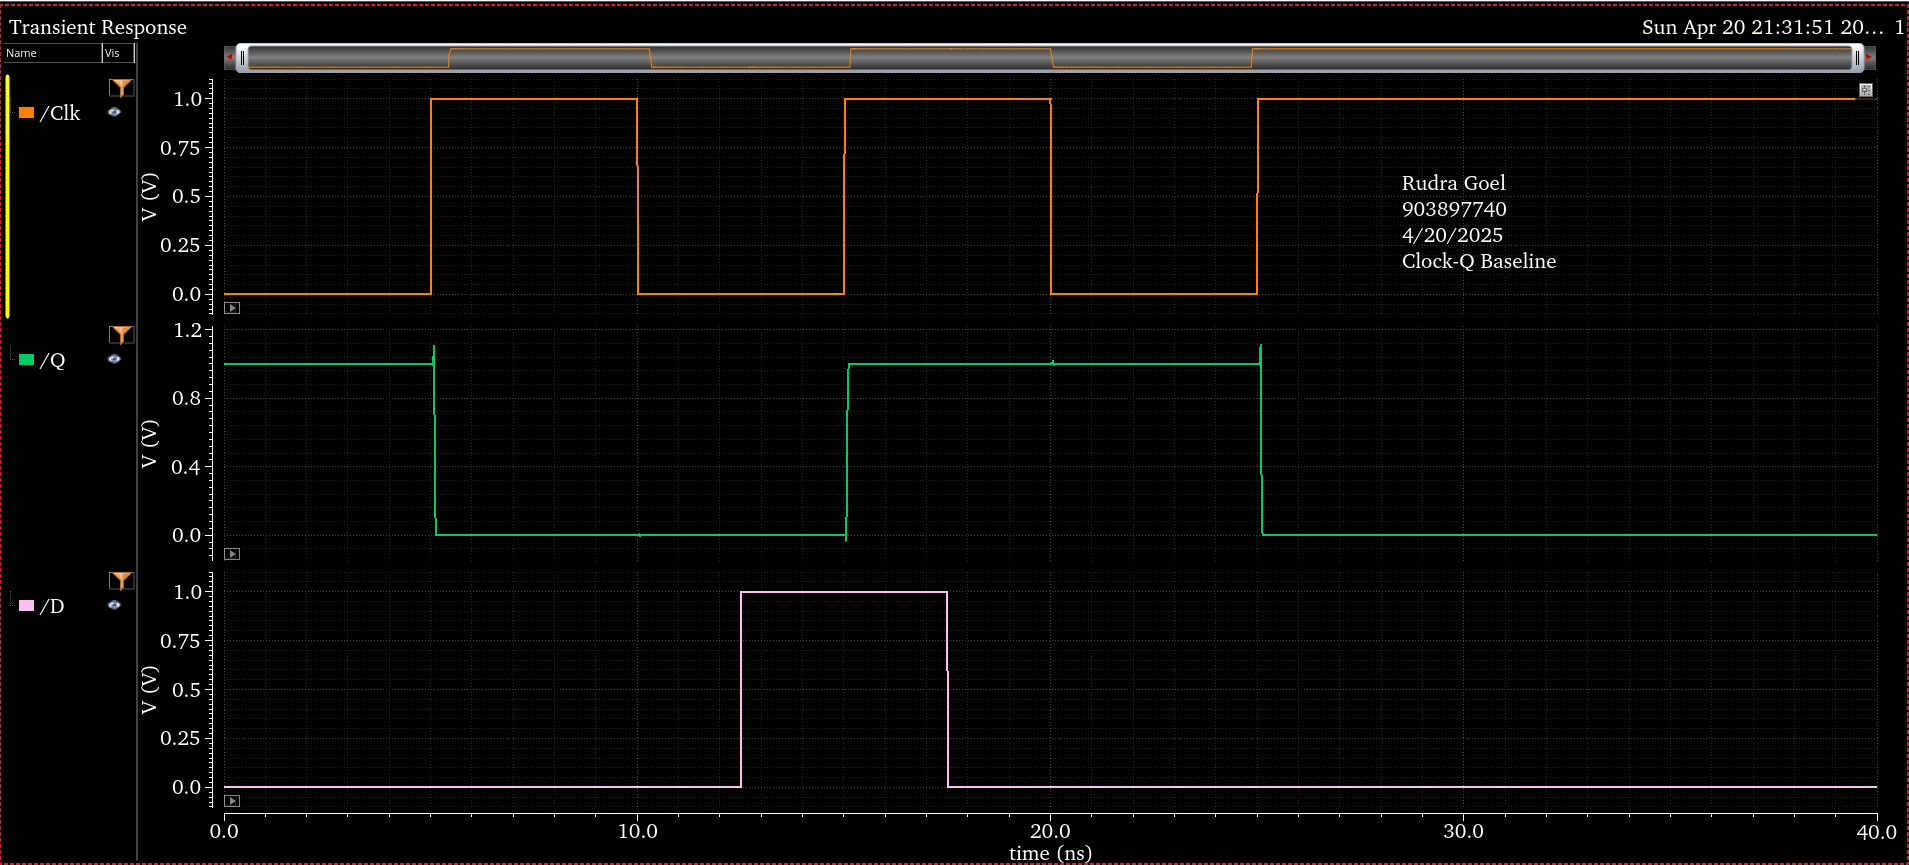 Transient Response
Sun Apr 20 21:31:51 20... 1
Name Vis
/Clk
1.0
0.75
0.5
0.25
0.0
V (V)
Rudra Goel
903897740
4/20/2025
Clock-Q Baseline
/Q
1.2
0.8
0.4
0.0
V (V)
/D
1.0
0.75
0.5
0.25
0.0
V (V)
0.0 10.0 20.0 30.0 40.0
time (ns)